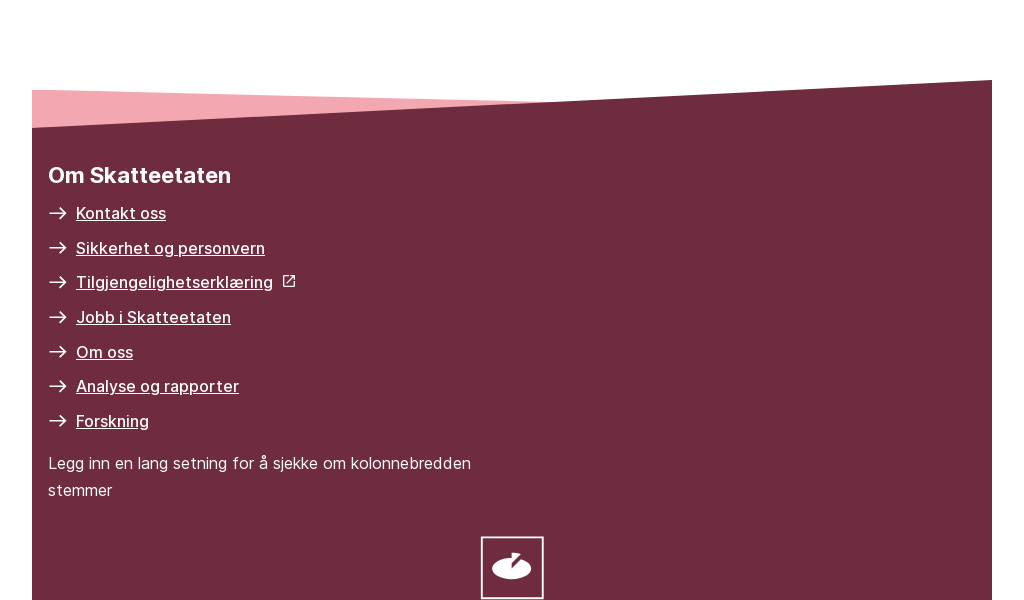 Om Skatteetaten
Kontakt oss
Sikkerhet og personvern
Tilgjengelighetserklæring
Jobb i Skatteetaten
Om oss
Analyse og rapporter
Forskning
Legg inn en lang setning for å sjekke om kolonnebredden
stemmer